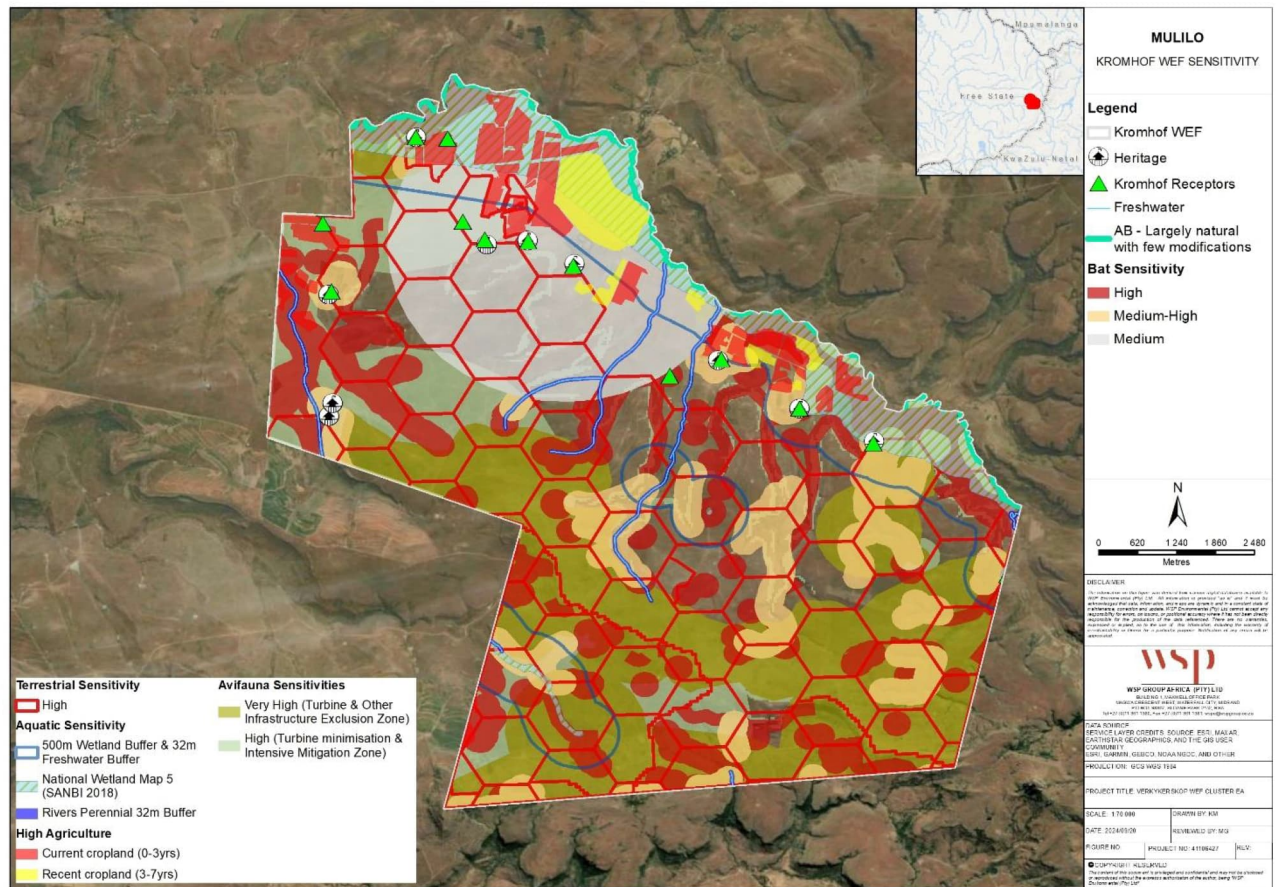 Mpumalanga
Free State
KwaZulu-Natal
MULILO
KROMHOF WEF SENSITIVITY
Legend
Kromhof WEF
Heritage
Kromhof Receptors
Freshwater
AB - Largely natural
with few modifications
Bat Sensitivity
High
Medium-High
Medium
N
0 620 1 240 1 860 2 480
Metres
DISCLAIMER
wsp
WSP GROUP AFRICA (PTY) LTD
DATA SOURCE
SERVICE LAYER CREDITS: SOURCE: ESRI, MAXAR,
EARTHSTAR GEOGRAPHICS, AND THE GIS USER
COMMUNITY
ESRI, GARMIN, GEBCO, NOAA NGDC, AND OTHER
PROJECTION: GCS WGS 1984
PROJECT TITLE: VERKYKERSKOP WEF CLUSTER EA
SCALE: 1:70 000
DRAWN BY: KM
DATE: 2024/09/20
REVIEWED BY: MG
FIGURE NO:
PROJECT NO: 41106427
REV:
©COPYRIGHT RESERVED
Terrestrial Sensitivity
High
Aquatic Sensitivity
500m Wetland Buffer & 32m
Freshwater Buffer
National Wetland Map 5
(SANBI 2018)
Rivers Perennial 32m Buffer
High Agriculture
Current cropland (0-3yrs)
Recent cropland (3-7yrs)
Avifauna Sensitivities
Very High (Turbine & Other
Infrastructure Exclusion Zone)
High (Turbine minimisation &
Intensive Mitigation Zone)